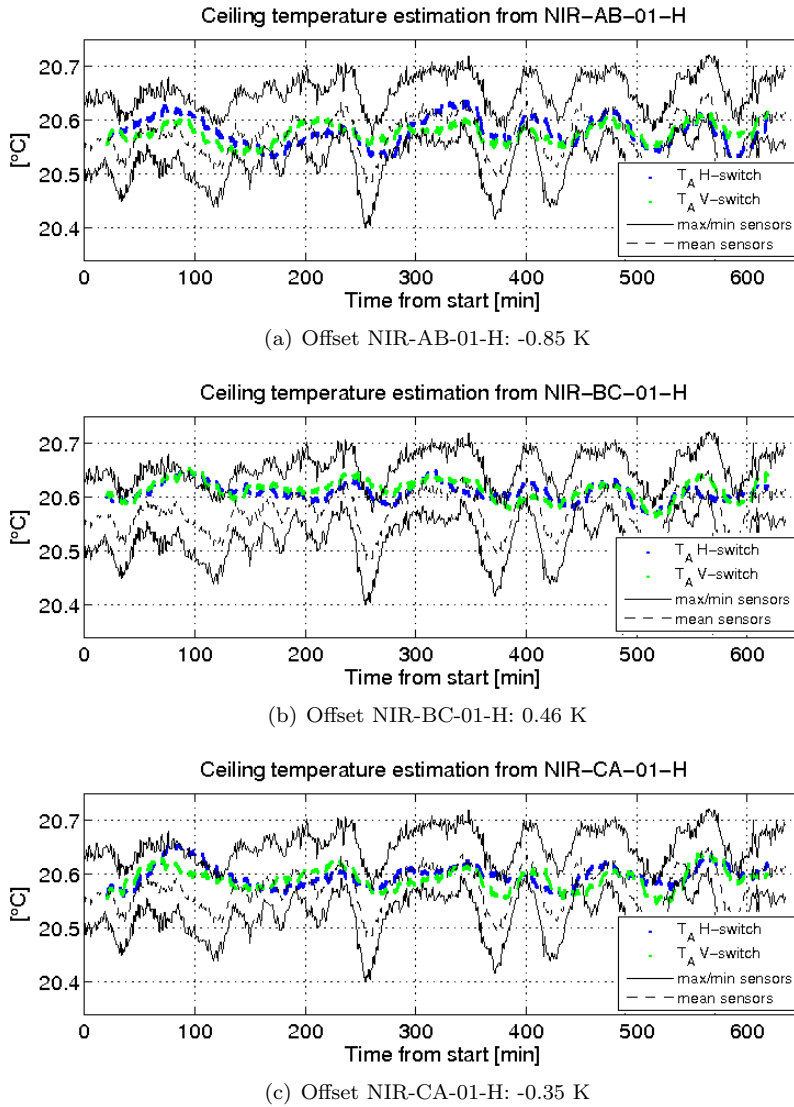 Ceiling temperature estimation from NIR−AB−01−H
20.7
20.6
20.5
20.4
[°C]
T_A H−switch
T_A V−switch
max/min sensors
mean sensors
0 100 200 300 400 500 600
Time from start [min]
(a) Offset NIR-AB-01-H: -0.85 K
Ceiling temperature estimation from NIR−BC−01−H
20.7
20.6
20.5
20.4
[°C]
T_A H−switch
T_A V−switch
max/min sensors
mean sensors
0 100 200 300 400 500 600
Time from start [min]
(b) Offset NIR-BC-01-H: 0.46 K
Ceiling temperature estimation from NIR−CA−01−H
20.7
20.6
20.5
20.4
[°C]
T_A H−switch
T_A V−switch
max/min sensors
mean sensors
0 100 200 300 400 500 600
Time from start [min]
(c) Offset NIR-CA-01-H: -0.35 K